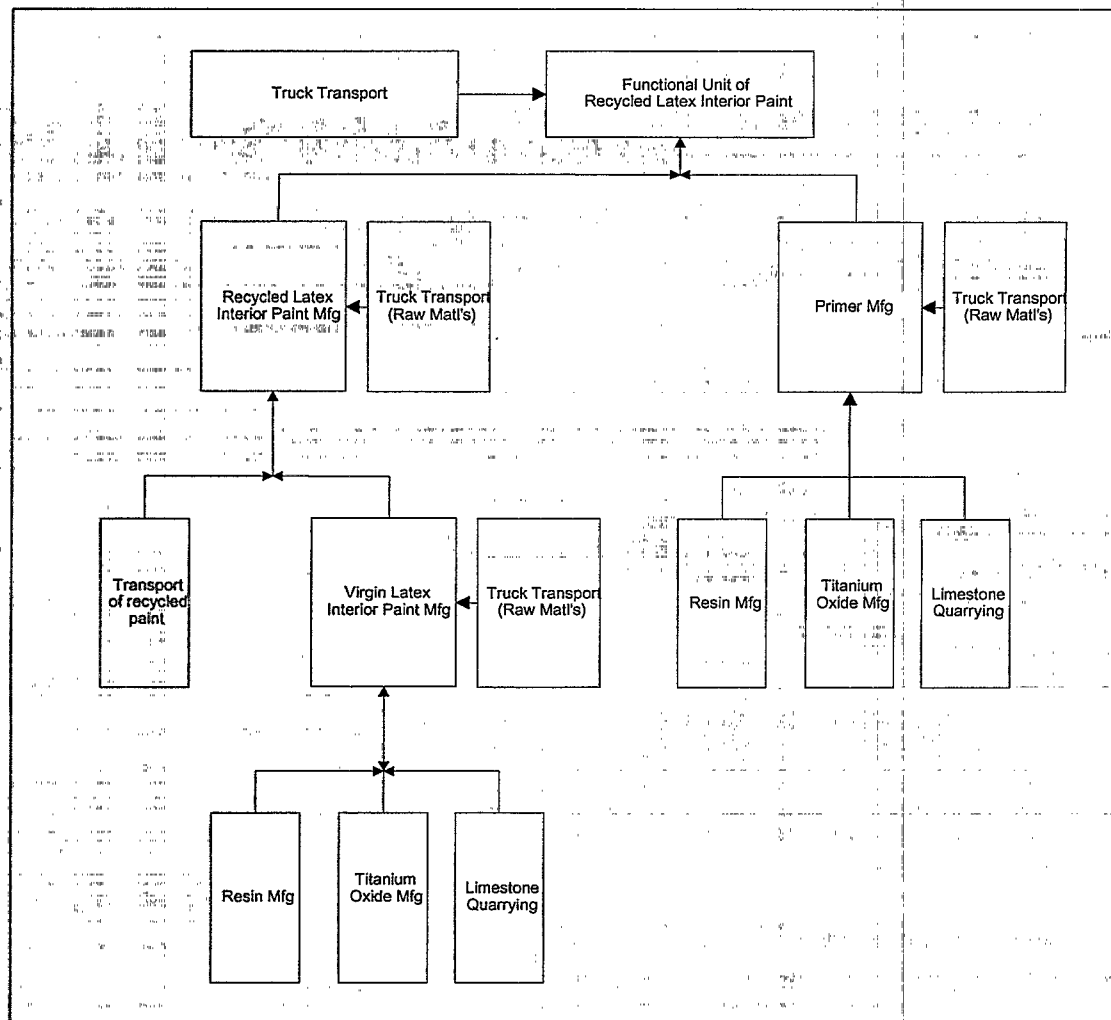 Truck Transport
Functional Unit of
Recycled Latex Interior Paint
Recycled Latex
Interior Paint Mfg
Truck Transport
(Raw Matl's)
Primer Mfg
Truck Transport
(Raw Matl's)
Transport
of recycled
paint
Virgin Latex
Interior Paint Mfg
Truck Transport
(Raw Matl's)
Resin Mfg
Titanium
Oxide Mfg
Limestone
Quarrying
Resin Mfg
Titanium
Oxide Mfg
Limestone
Quarrying